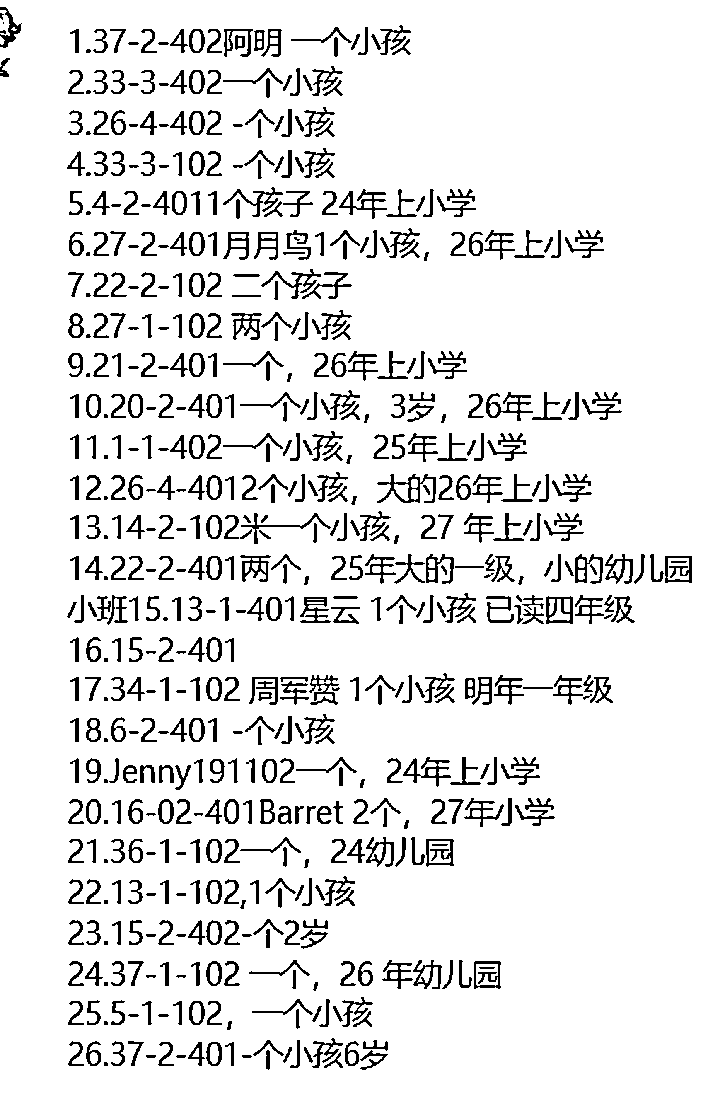 1.37-2-402阿明 一个小孩
2.33-3-402一个小孩
3.26-4-402 -个小孩
4.33-3-102 -个小孩
5.4-2-4011个孩子 24年上小学
6.27-2-401月月鸟1个小孩，26年上小学
7.22-2-102 二个孩子
8.27-1-102 两个小孩
9.21-2-401一个，26年上小学
10.20-2-401一个小孩，3岁，26年上小学
11.1-1-402一个小孩，25年上小学
12.26-4-4012个小孩，大的26年上小学
13.14-2-102米一个小孩，27 年上小学
14.22-2-401两个，25年大的一级，小的幼儿园
小班15.13-1-401星云 1个小孩 已读四年级
16.15-2-401
17.34-1-102 周军赞 1个小孩 明年一年级
18.6-2-401 -个小孩
19.Jenny191102一个，24年上小学
20.16-02-401Barret 2个，27年小学
21.36-1-102一个，24幼儿园
22.13-1-102,1个小孩
23.15-2-402-个2岁
24.37-1-102 一个，26 年幼儿园
25.5-1-102，一个小孩
26.37-2-401-个小孩6岁